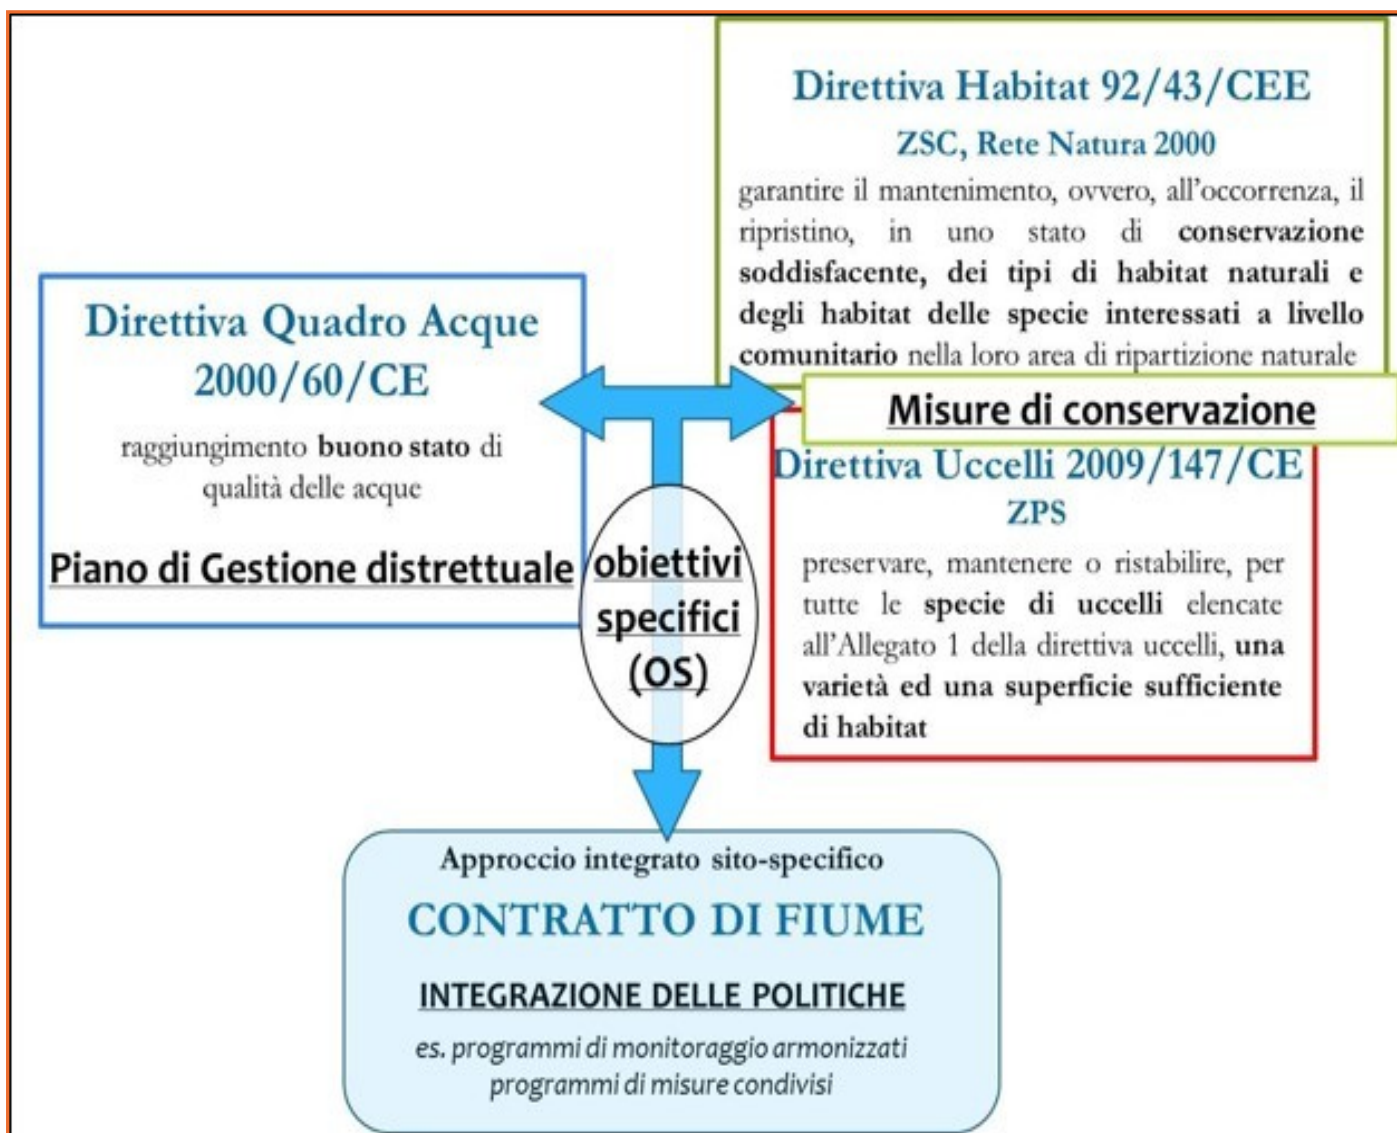 Direttiva Habitat 92/43/CEE
ZSC, Rete Natura 2000
garantire il mantenimento, ovvero, all'occorrenza, il
ripristino, in uno stato di conservazione
soddisfacente, dei tipi di habitat naturali e
degli habitat delle specie interessati a livello
comunitario nella loro area di ripartizione naturale
Direttiva Quadro Acque
2000/60/CE
raggiungimento buono stato di
qualità delle acque
Piano di Gestione distrettuale
Misure di conservazione
Direttiva Uccelli 2009/147/CE
ZPS
preservare, mantenere o ristabilire, per
tutte le specie di uccelli elencate
all'Allegato 1 della direttiva uccelli, una
varietà ed una superficie sufficiente
di habitat
obiettivi
specifici
(OS)
Approccio integrato sito-specifico
CONTRATTO DI FIUME
INTEGRAZIONE DELLE POLITICHE
es. programmi di monitoraggio armonizzati
programmi di misure condivisi